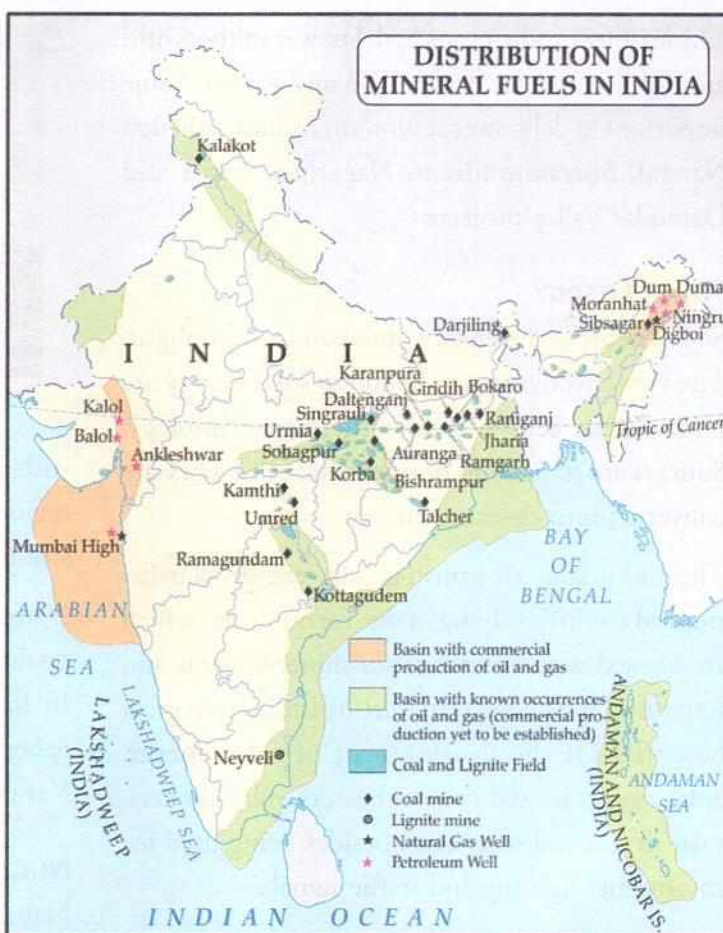 DISTRIBUTION OF
MINERAL FUELS IN INDIA
Kalakot
Dum Duma
Moranhat
Sibsagar
Ningru
Digboi
Darjiling
INDIA
Karanpura
Giridih
Bokaro
Daltenganj
Singrauli
Raniganj
Urmia
Jharia
Sohagpur
Auranga
Ramgarh
Korba
Bishrampur
Tropic of Cancer
Kalol
Balol
Ankleshwar
Kamthi
Umred
Talcher
Mumbai High
Ramagundam
Kottagudem
BAY
OF
BENGAL
ARABIAN
SEA
LAKSHADWEEP
(INDIA)
LAKSHADWEEP SEA
Neyveli
Basin with commercial
production of oil and gas
Basin with known occurrences
of oil and gas (commercial pro-
duction yet to be established)
Coal and Lignite Field
Coal mine
Lignite mine
Natural Gas Well
Petroleum Well
ANDAMAN AND NICOBAR IS.
(INDIA)
ANDAMAN
SEA
INDIAN OCEAN